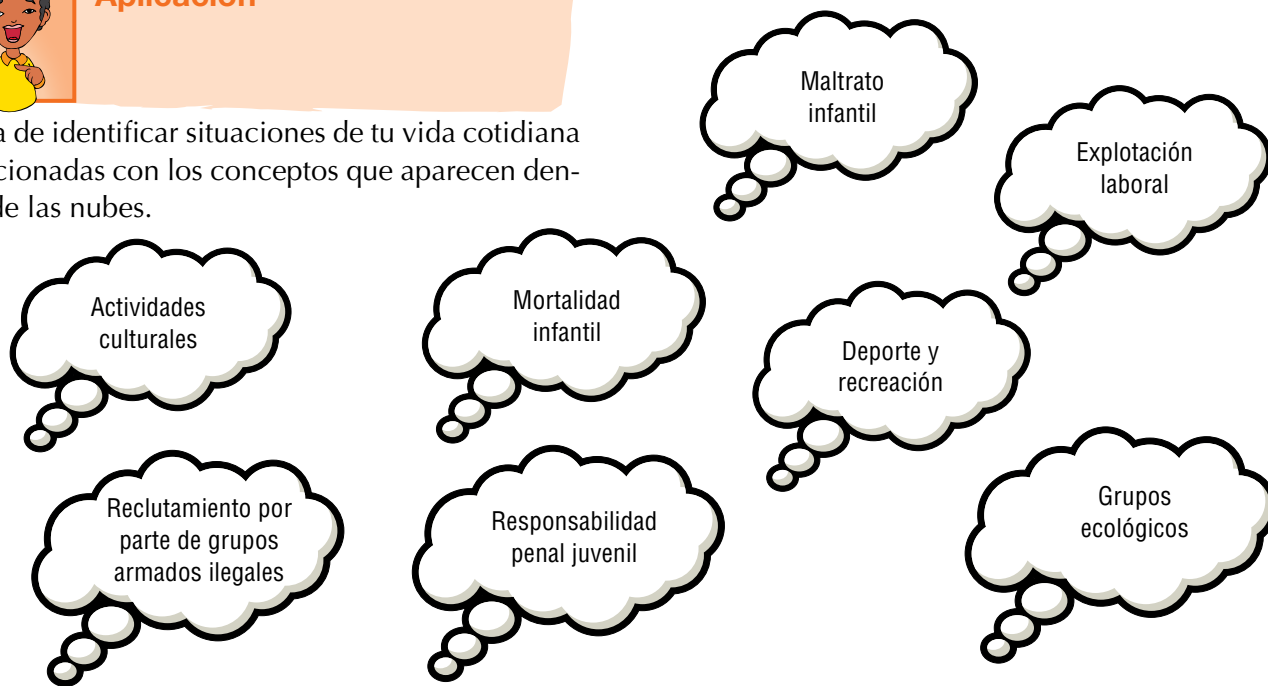 Aplicación
a de identificar situaciones de tu vida cotidiana
cionadas con los conceptos que aparecen den-
de las nubes.
Maltrato
infantil
Explotación
laboral
Actividades
culturales
Mortalidad
infantil
Deporte y
recreación
Reclutamiento por
parte de grupos
armados ilegales
Responsabilidad
penal juvenil
Grupos
ecológicos